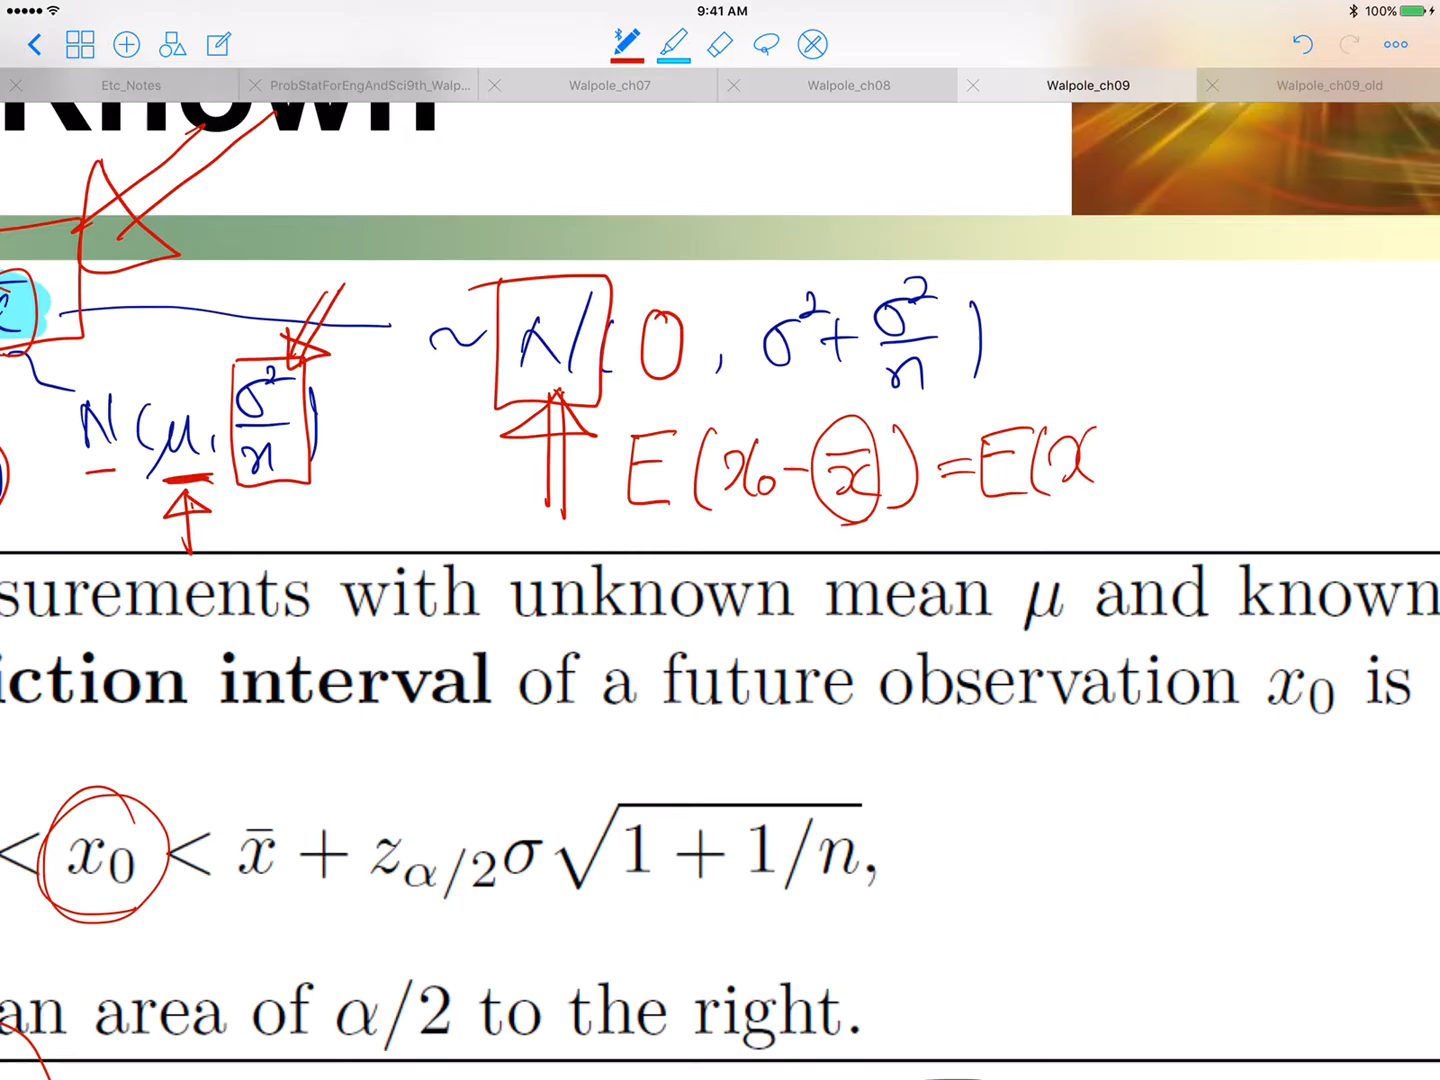 9:41 AM
100%
Etc_Notes
ProbStatForEngAndSci9th_Walp...
Walpole_ch07
Walpole_ch08
Walpole_ch09
Walpole_ch09_old
Known
~ N( 0 , σ² + σ²/n )
N(μ, σ²/n)
E(x₀ - x̄) = E(x
surements with unknown mean μ and known
iction interval of a future observation x₀ is
< x₀ < x̄ + z_{α/2}σ√(1 + 1/n),
an area of α/2 to the right.